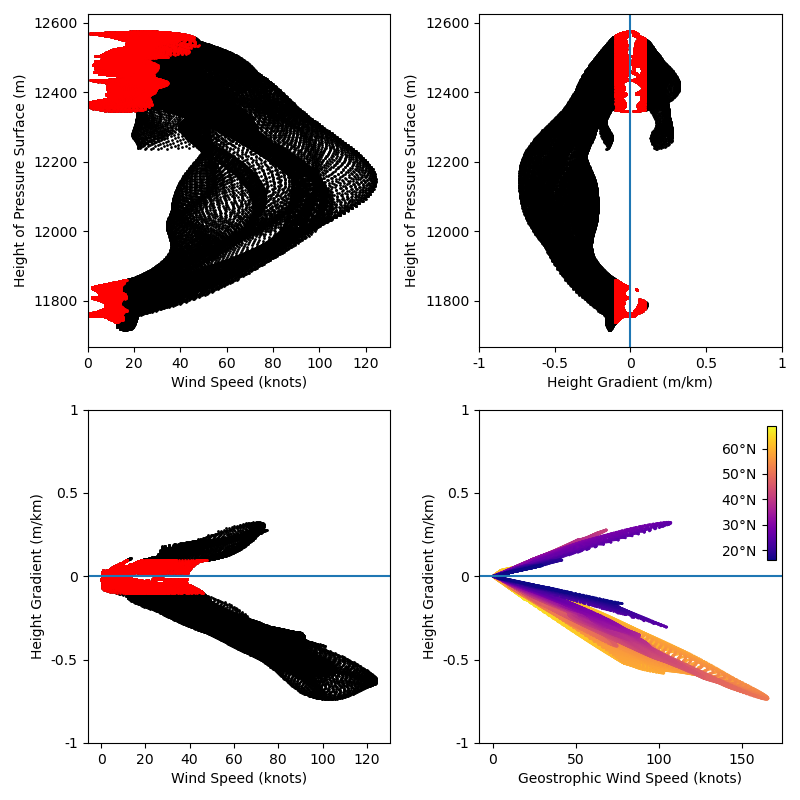 12600
12400
12200
12000
11800
Height of Pressure Surface (m)
0 20 40 60 80 100 120
Wind Speed (knots)
12600
12400
12200
12000
11800
Height of Pressure Surface (m)
-1 -0.5 0 0.5 1
Height Gradient (m/km)
1
0.5
0
-0.5
-1
Height Gradient (m/km)
0 20 40 60 80 100 120
Wind Speed (knots)
1
0.5
0
-0.5
-1
Height Gradient (m/km)
60°N
50°N
40°N
30°N
20°N
0 50 100 150
Geostrophic Wind Speed (knots)